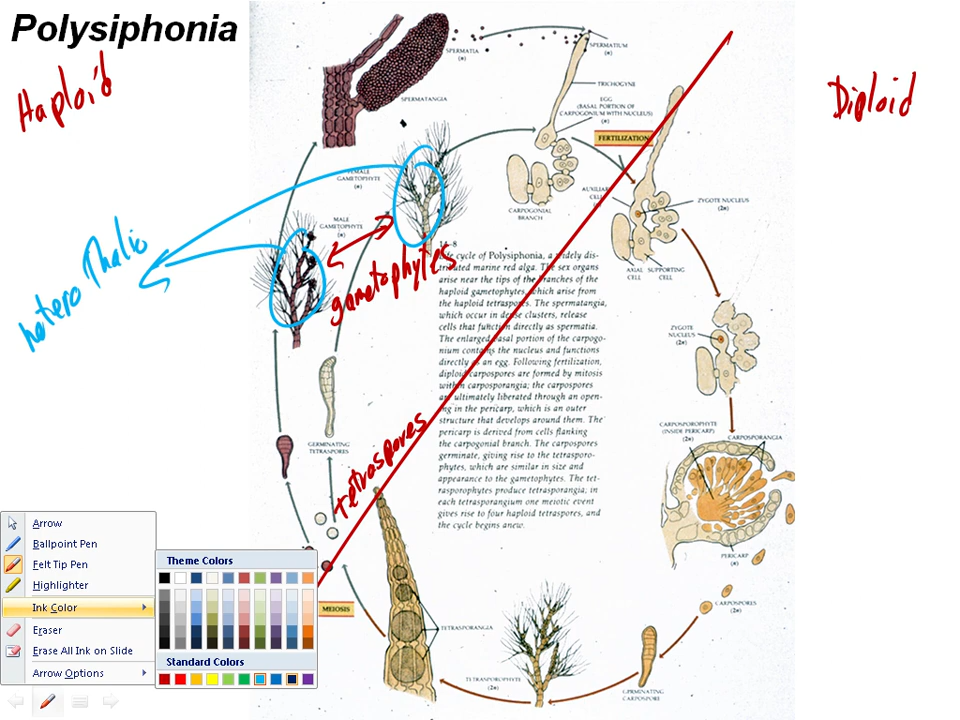 Polysiphonia
Haploid
Diploid
SPERMATIA
(n)
SPERMATIUM
(n)
TRICHOGYNE
SPERMATANGIA
EGG
(BASAL PORTION OF
CARPOGONIUM WITH NUCLEUS)
(n)
FERTILIZATION
FEMALE
GAMETOPHYTE
(n)
AUXILIARY
CELL
CARPOGONIAL
BRANCH
ZYGOTE NUCLEUS
(2n)
MALE
GAMETOPHYTE
(n)
heteroThalic
gametophytes
AXIAL
CELL
SUPPORTING
CELL
14-8
Life cycle of Polysiphonia, a widely dis-
tributed marine red alga. The sex organs
arise near the tips of the branches of the
haploid gametophytes, which arise from
the haploid tetraspores. The spermatangia,
which occur in dense clusters, release
cells that function directly as spermatia.
The enlarged basal portion of the carpogo-
nium contains the nucleus and functions
directly as an egg. Following fertilization,
diploid carpospores are formed by mitosis
within carposporangia; the carpospores
are ultimately liberated through an open-
ing in the pericarp, which is an outer
structure that develops around them. The
pericarp is derived from cells flanking
the carpogonial branch. The carpospores
germinate, giving rise to the tetrasporo-
phytes, which are similar in size and
appearance to the gametophytes. The tet-
rasporophytes produce tetrasporangia; in
each tetrasporangium one meiotic event
gives rise to four haploid tetraspores, and
the cycle begins anew.
ZYGOTE
NUCLEUS
(2n)
GERMINATING
TETRASPORES
tetraspores
CARPOSPOROPHYTE
(INSIDE PERICARP)
(2n)
CARPOSPORANGIA
PERICARP
(n)
CARPOSPORES
(2n)
MEIOSIS
TETRASPORANGIA
TETRASPOROPHYTE
(2n)
GERMINATING
CARPOSPORE
Arrow
Ballpoint Pen
Felt Tip Pen
Highlighter
Ink Color
Eraser
Erase All Ink on Slide
Arrow Options
Theme Colors
Standard Colors